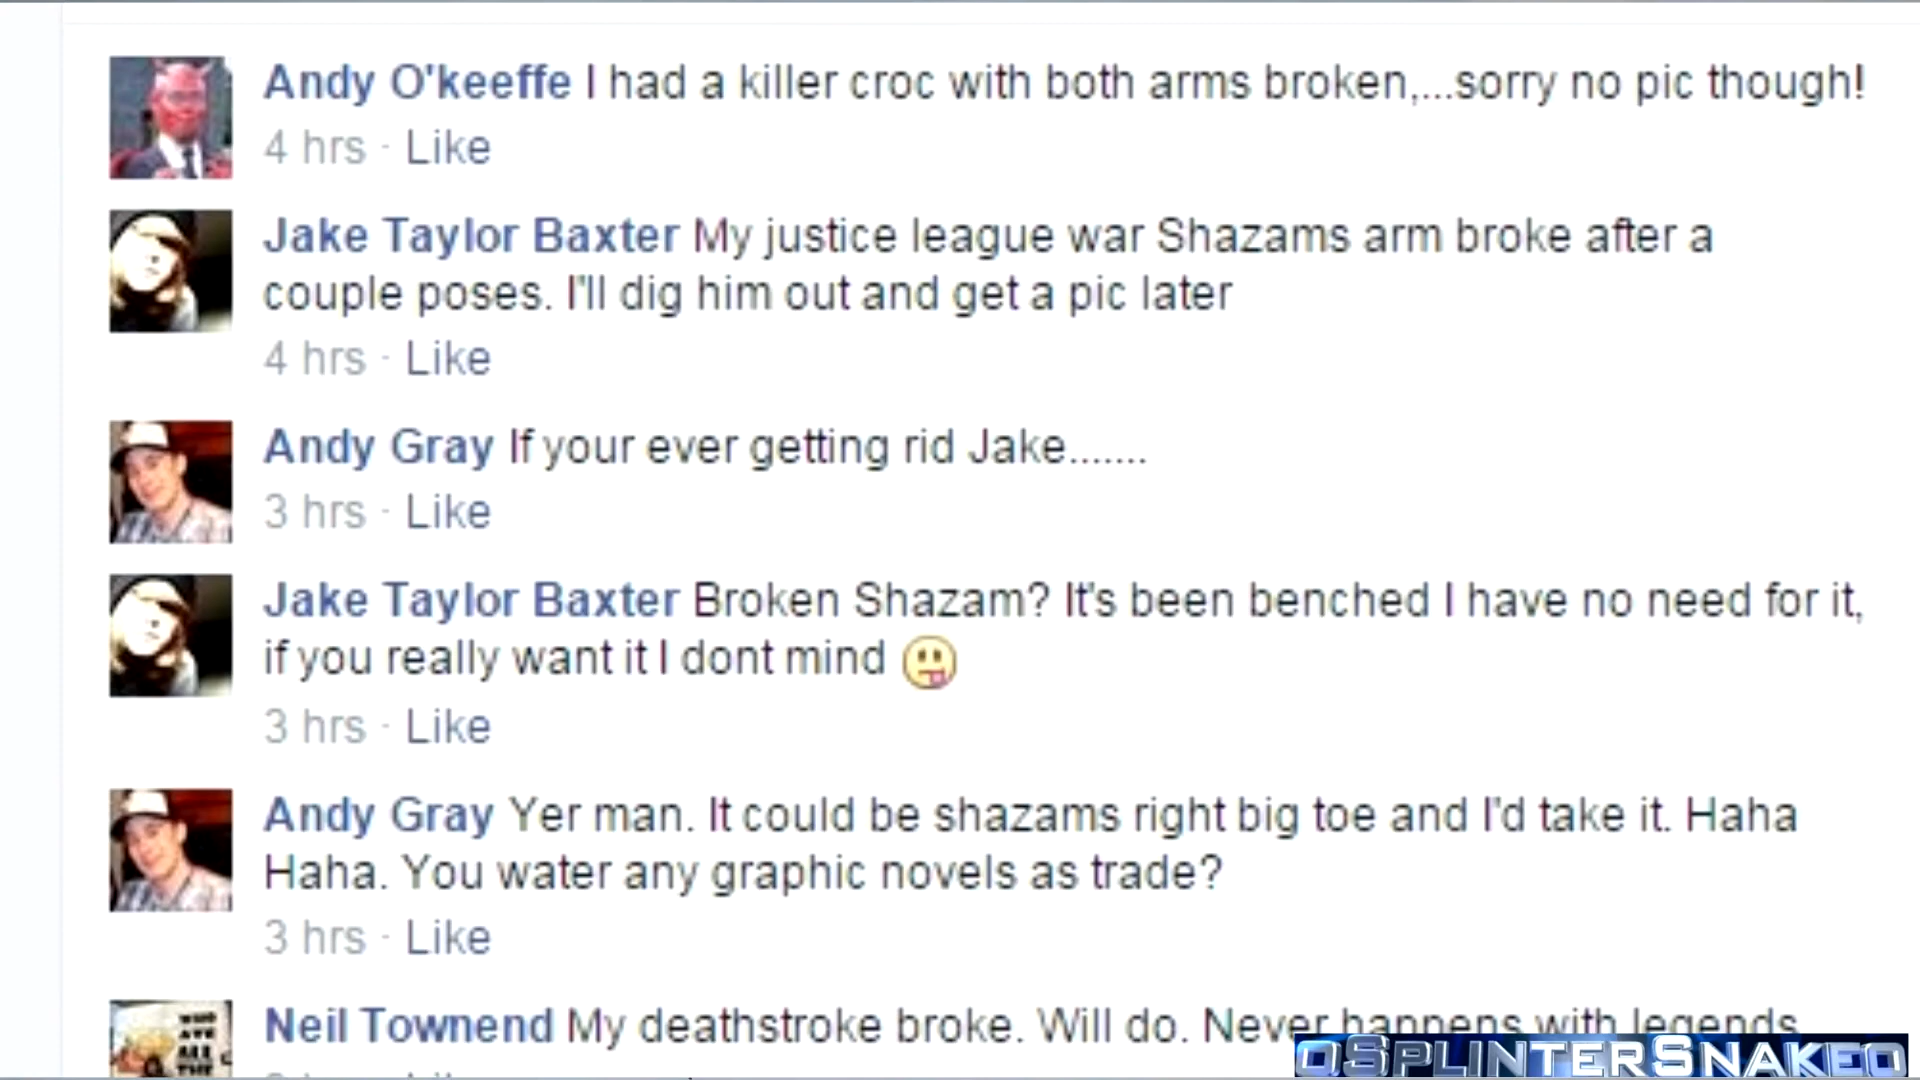 Andy O'keeffe I had a killer croc with both arms broken,...sorry no pic though!
4 hrs · Like
Jake Taylor Baxter My justice league war Shazams arm broke after a
couple poses. I'll dig him out and get a pic later
4 hrs · Like
Andy Gray If your ever getting rid Jake.......
3 hrs · Like
Jake Taylor Baxter Broken Shazam? It's been benched I have no need for it,
if you really want it I dont mind
3 hrs · Like
Andy Gray Yer man. It could be shazams right big toe and I'd take it. Haha
Haha. You water any graphic novels as trade?
3 hrs · Like
Neil Townend My deathstroke broke. Will do. Never happens with legends
OSPLINTERSNAKEO